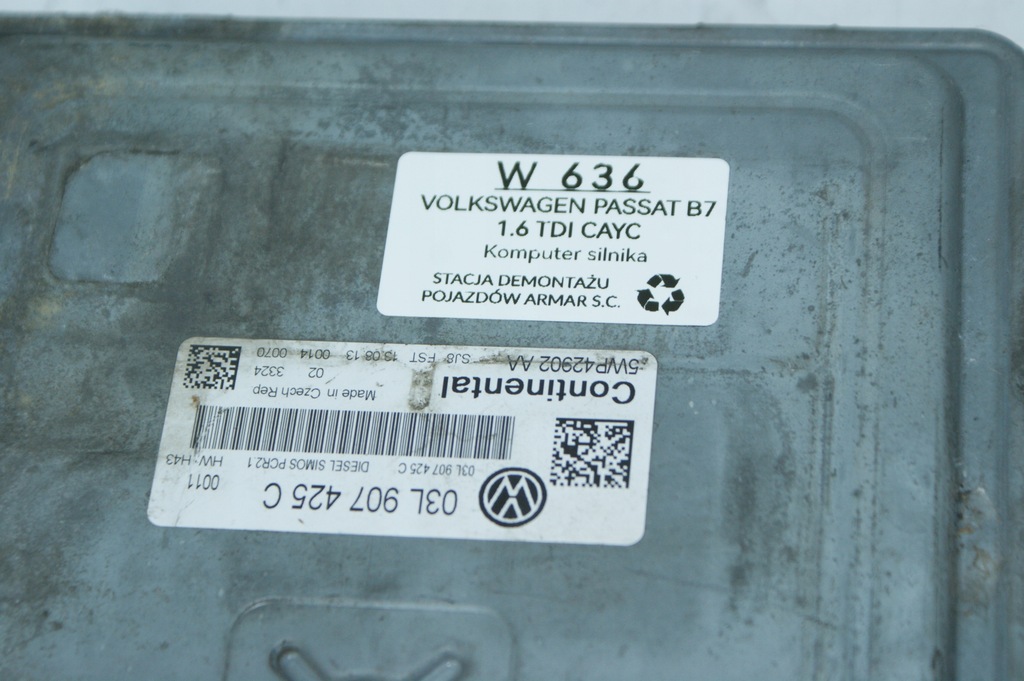 W 636
VOLKSWAGEN PASSAT B7
1.6 TDI CAYC
Komputer silnika
STACJA DEMONTAŻU
POJAZDÓW ARMAR S.C.
03L 907 425 C
0011
03L 907 425 C DIESEL SIMOS PCR2.1 HW: H43
Continental
Made in Czech Rep
02 3324
5WP42902 AA SJ8 FST 13.08.13 0014 0070